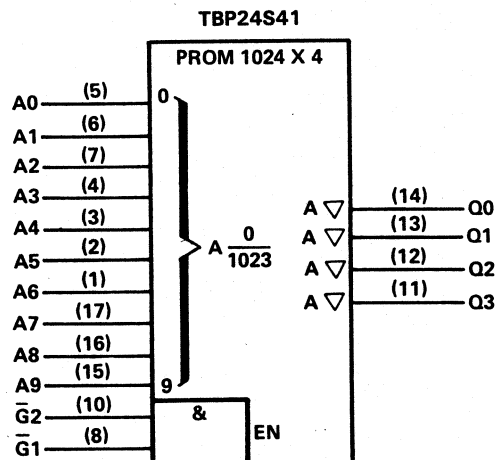 TBP24S41
PROM 1024 X 4
A0 (5) 0
A1 (6)
A2 (7)
A3 (4)
A4 (3)
A5 (2)
A6 (1)
A7 (17)
A8 (16)
A9 (15) 9
G̅2 (10) &
G̅1 (8) EN
A 0
1023
A ▽ (14) Q0
A ▽ (13) Q1
A ▽ (12) Q2
A ▽ (11) Q3